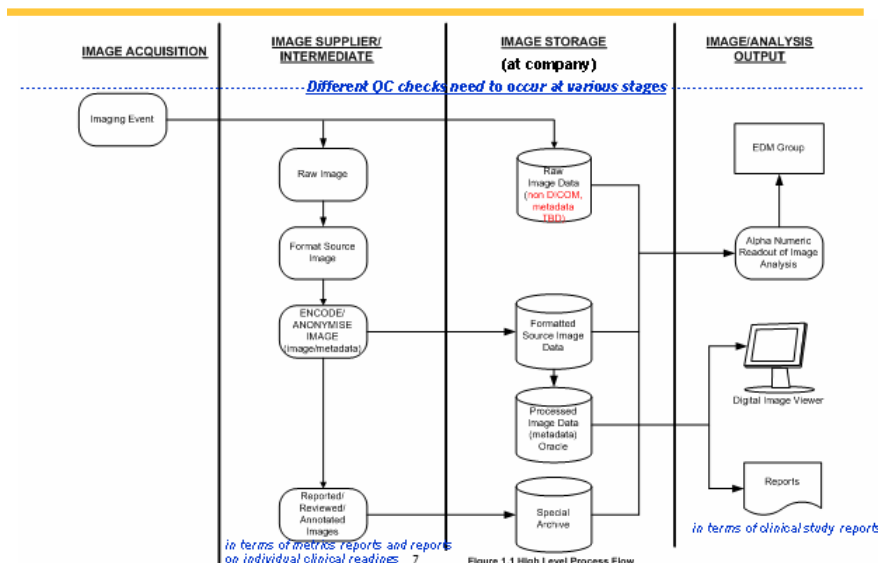 IMAGE ACQUISITION
IMAGE SUPPLIER/
INTERMEDIATE
IMAGE STORAGE
(at company)
IMAGE/ANALYSIS
OUTPUT
Different QC checks need to occur at various stages
Imaging Event
Raw Image
Format Source
Image
ENCODE/
ANONYMISE
IMAGE
(image/metadata)
Reported/
Reviewed/
Annotated
Images
in terms of metrics reports and reports
on individual clinical readings
7
Raw
Image Data
(non DICOM,
metadata
TBD)
Formatted
Source Image
Data
Processed
Image Data
(metadata)
Oracle
Special
Archive
Figure 1.1 High Level Process Flow
EDM Group
Alpha Numeric
Readout of Image
Analysis
Digital Image Viewer
Reports
in terms of clinical study reports